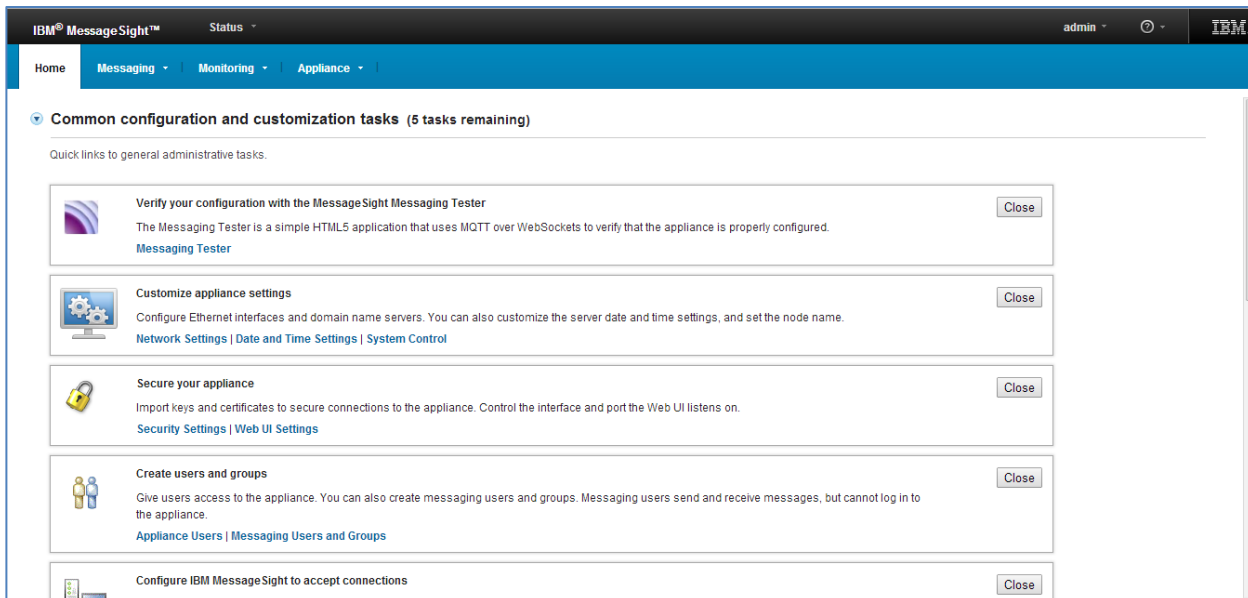 IBM® MessageSight™ Status admin ? IBM
Home Messaging Monitoring Appliance
Common configuration and customization tasks (5 tasks remaining)
Quick links to general administrative tasks.
Verify your configuration with the MessageSight Messaging Tester
Close
The Messaging Tester is a simple HTML5 application that uses MQTT over WebSockets to verify that the appliance is properly configured.
Messaging Tester
Customize appliance settings
Close
Configure Ethernet interfaces and domain name servers. You can also customize the server date and time settings, and set the node name.
Network Settings | Date and Time Settings | System Control
Secure your appliance
Close
Import keys and certificates to secure connections to the appliance. Control the interface and port the Web UI listens on.
Security Settings | Web UI Settings
Create users and groups
Close
Give users access to the appliance. You can also create messaging users and groups. Messaging users send and receive messages, but cannot log in to
the appliance.
Appliance Users | Messaging Users and Groups
Configure IBM MessageSight to accept connections
Close